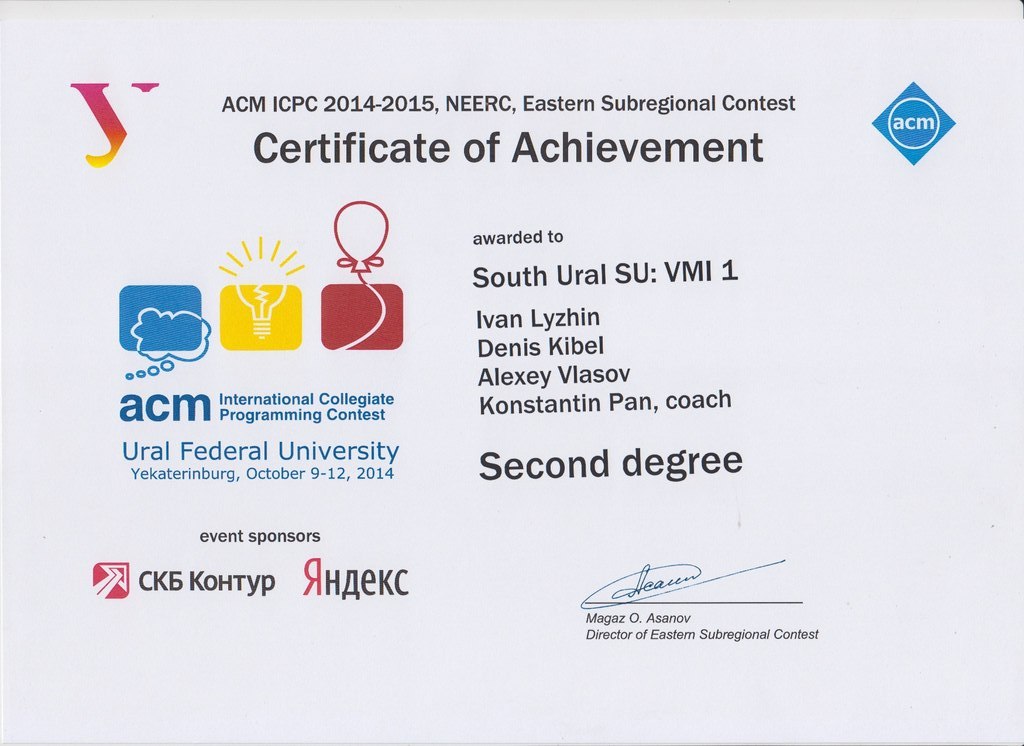 ACM ICPC 2014-2015, NEERC, Eastern Subregional Contest
Certificate of Achievement
У
acm
awarded to
South Ural SU: VMI 1
Ivan Lyzhin
Denis Kibel
Alexey Vlasov
Konstantin Pan, coach
Second degree
acm International Collegiate
Programming Contest
Ural Federal University
Yekaterinburg, October 9-12, 2014
event sponsors
СКБ Контур
Яндекс
Magaz O. Asanov
Director of Eastern Subregional Contest